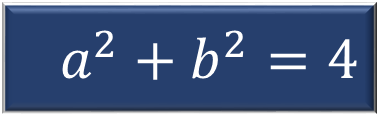 a² + b² = 4